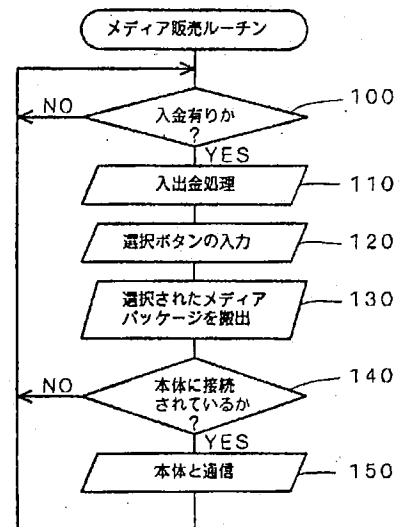 メディア販売ルーチン
NO
入金有りか
?
100
YES
入出金処理
110
選択ボタンの入力
120
選択されたメディア
パッケージを搬出
130
NO
本体に接続
されているか
?
140
YES
本体と通信
150